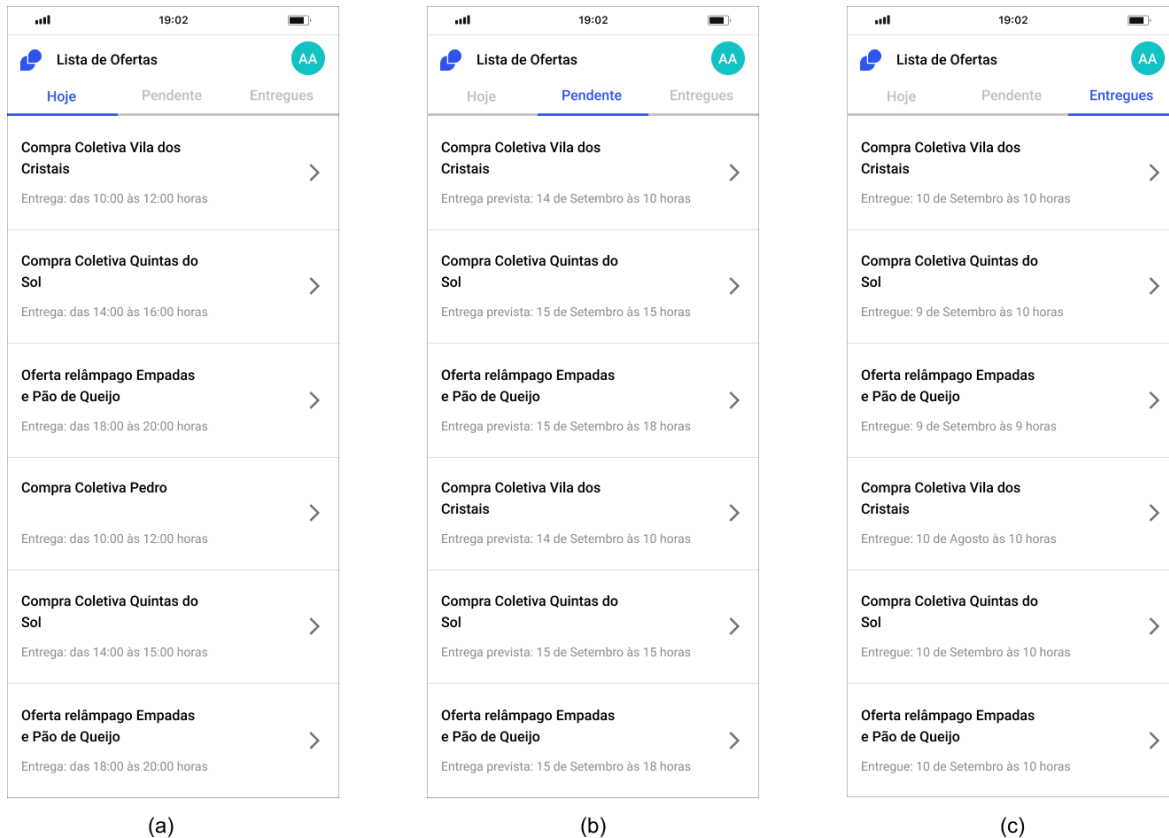 19:02
Lista de Ofertas
AA
Hoje
Pendente
Entregues
Compra Coletiva Vila dos
Cristais
Entrega: das 10:00 às 12:00 horas
Compra Coletiva Quintas do
Sol
Entrega: das 14:00 às 16:00 horas
Oferta relâmpago Empadas
e Pão de Queijo
Entrega: das 18:00 às 20:00 horas
Compra Coletiva Pedro
Entrega: das 10:00 às 12:00 horas
Compra Coletiva Quintas do
Sol
Entrega: das 14:00 às 15:00 horas
Oferta relâmpago Empadas
e Pão de Queijo
Entrega: das 18:00 às 20:00 horas
(a)
19:02
Lista de Ofertas
AA
Hoje
Pendente
Entregues
Compra Coletiva Vila dos
Cristais
Entrega prevista: 14 de Setembro às 10 horas
Compra Coletiva Quintas do
Sol
Entrega prevista: 15 de Setembro às 15 horas
Oferta relâmpago Empadas
e Pão de Queijo
Entrega prevista: 15 de Setembro às 18 horas
Compra Coletiva Vila dos
Cristais
Entrega prevista: 14 de Setembro às 10 horas
Compra Coletiva Quintas do
Sol
Entrega prevista: 15 de Setembro às 15 horas
Oferta relâmpago Empadas
e Pão de Queijo
Entrega prevista: 15 de Setembro às 18 horas
(b)
19:02
Lista de Ofertas
AA
Hoje
Pendente
Entregues
Compra Coletiva Vila dos
Cristais
Entregue: 10 de Setembro às 10 horas
Compra Coletiva Quintas do
Sol
Entregue: 9 de Setembro às 10 horas
Oferta relâmpago Empadas
e Pão de Queijo
Entregue: 9 de Setembro às 9 horas
Compra Coletiva Vila dos
Cristais
Entregue: 10 de Agosto às 10 horas
Compra Coletiva Quintas do
Sol
Entregue: 10 de Setembro às 10 horas
Oferta relâmpago Empadas
e Pão de Queijo
Entregue: 10 de Setembro às 10 horas
(c)